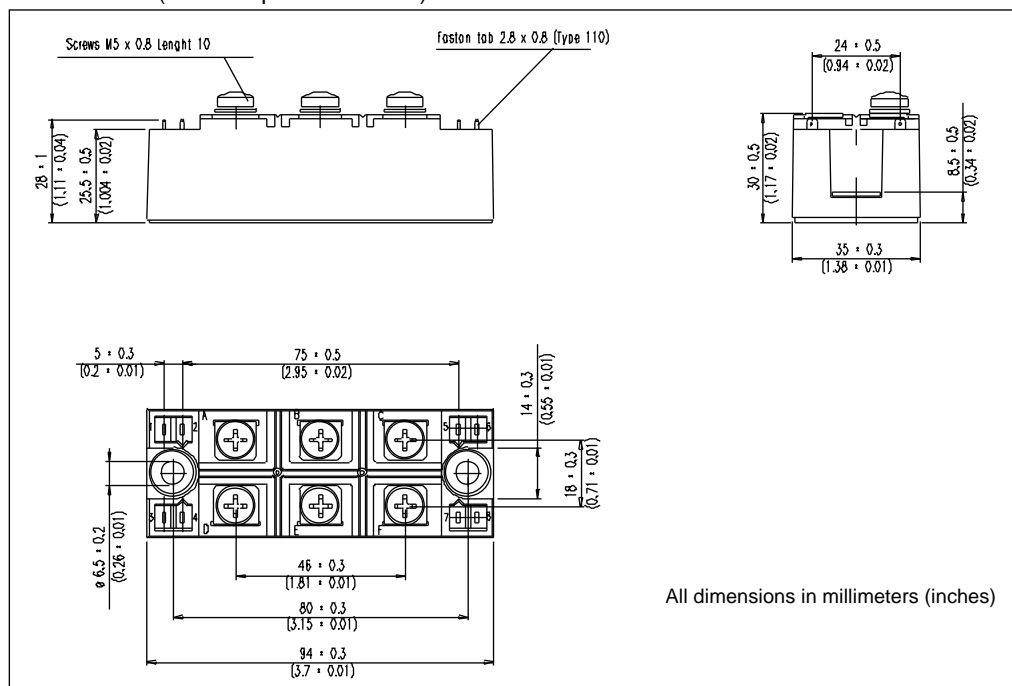 Screws M5 x 0.8 Lenght 10
Faston tab 2.8 x 0.8 (Type 110)
24 ± 0.5
(0.94 ± 0.02)
28 ± 1
(1.11 ± 0.04)
25.5 ± 0.5
(1.004 ± 0.02)
30 ± 0.5
(1.17 ± 0.02)
8.5 ± 0.5
(0.34 ± 0.02)
35 ± 0.3
(1.38 ± 0.01)
5 ± 0.3
(0.2 ± 0.01)
75 ± 0.5
(2.95 ± 0.02)
14 ± 0.3
(0.55 ± 0.01)
18 ± 0.3
(0.71 ± 0.01)
1 2 A B C 5 6
3 4 D E F 7 8
ø 6.5 ± 0.2
(0.26 ± 0.01)
46 ± 0.3
(1.81 ± 0.01)
80 ± 0.3
(3.15 ± 0.01)
94 ± 0.3
(3.7 ± 0.01)
All dimensions in millimeters (inches)